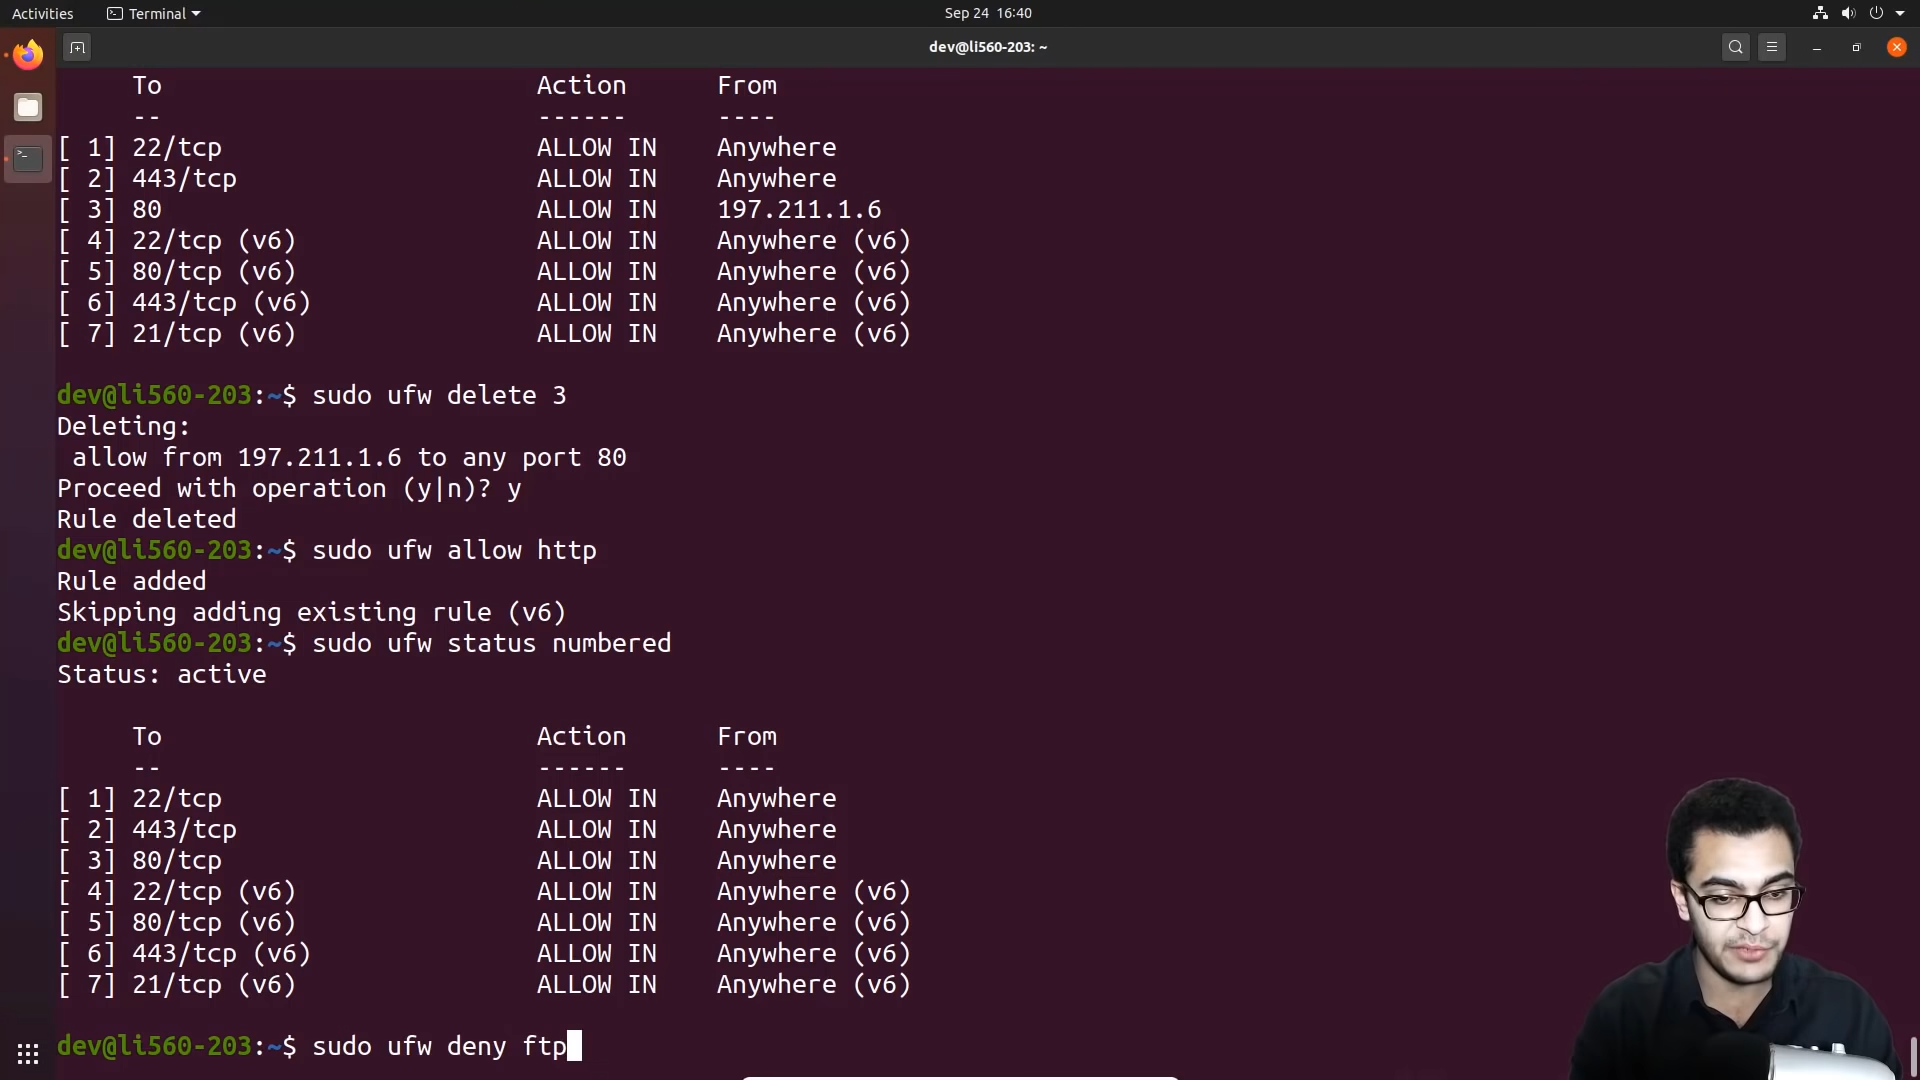 Activities Terminal Sep 24 16:40
dev@li560-203: ~
To Action From
-- ------ ----
[ 1] 22/tcp ALLOW IN Anywhere
[ 2] 443/tcp ALLOW IN Anywhere
[ 3] 80 ALLOW IN 197.211.1.6
[ 4] 22/tcp (v6) ALLOW IN Anywhere (v6)
[ 5] 80/tcp (v6) ALLOW IN Anywhere (v6)
[ 6] 443/tcp (v6) ALLOW IN Anywhere (v6)
[ 7] 21/tcp (v6) ALLOW IN Anywhere (v6)
dev@li560-203:~$ sudo ufw delete 3
Deleting:
allow from 197.211.1.6 to any port 80
Proceed with operation (y|n)? y
Rule deleted
dev@li560-203:~$ sudo ufw allow http
Rule added
Skipping adding existing rule (v6)
dev@li560-203:~$ sudo ufw status numbered
Status: active
To Action From
-- ------ ----
[ 1] 22/tcp ALLOW IN Anywhere
[ 2] 443/tcp ALLOW IN Anywhere
[ 3] 80/tcp ALLOW IN Anywhere
[ 4] 22/tcp (v6) ALLOW IN Anywhere (v6)
[ 5] 80/tcp (v6) ALLOW IN Anywhere (v6)
[ 6] 443/tcp (v6) ALLOW IN Anywhere (v6)
[ 7] 21/tcp (v6) ALLOW IN Anywhere (v6)
dev@li560-203:~$ sudo ufw deny ftp